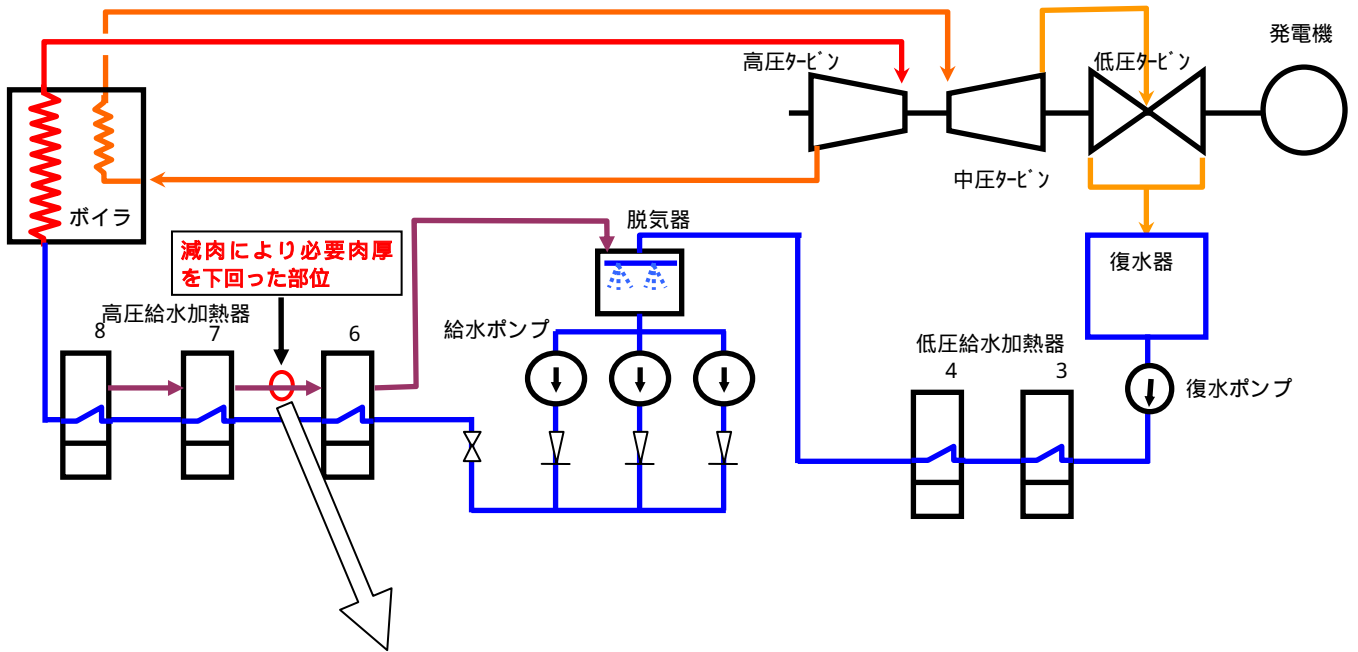 発電機
高圧ﾀｰﾋﾞﾝ
低圧ﾀｰﾋﾞﾝ
中圧ﾀｰﾋﾞﾝ
ボイラ
脱気器
減肉により必要肉厚
を下回った部位
復水器
高圧給水加熱器
8
7
6
給水ポンプ
低圧給水加熱器
4
3
復水ポンプ